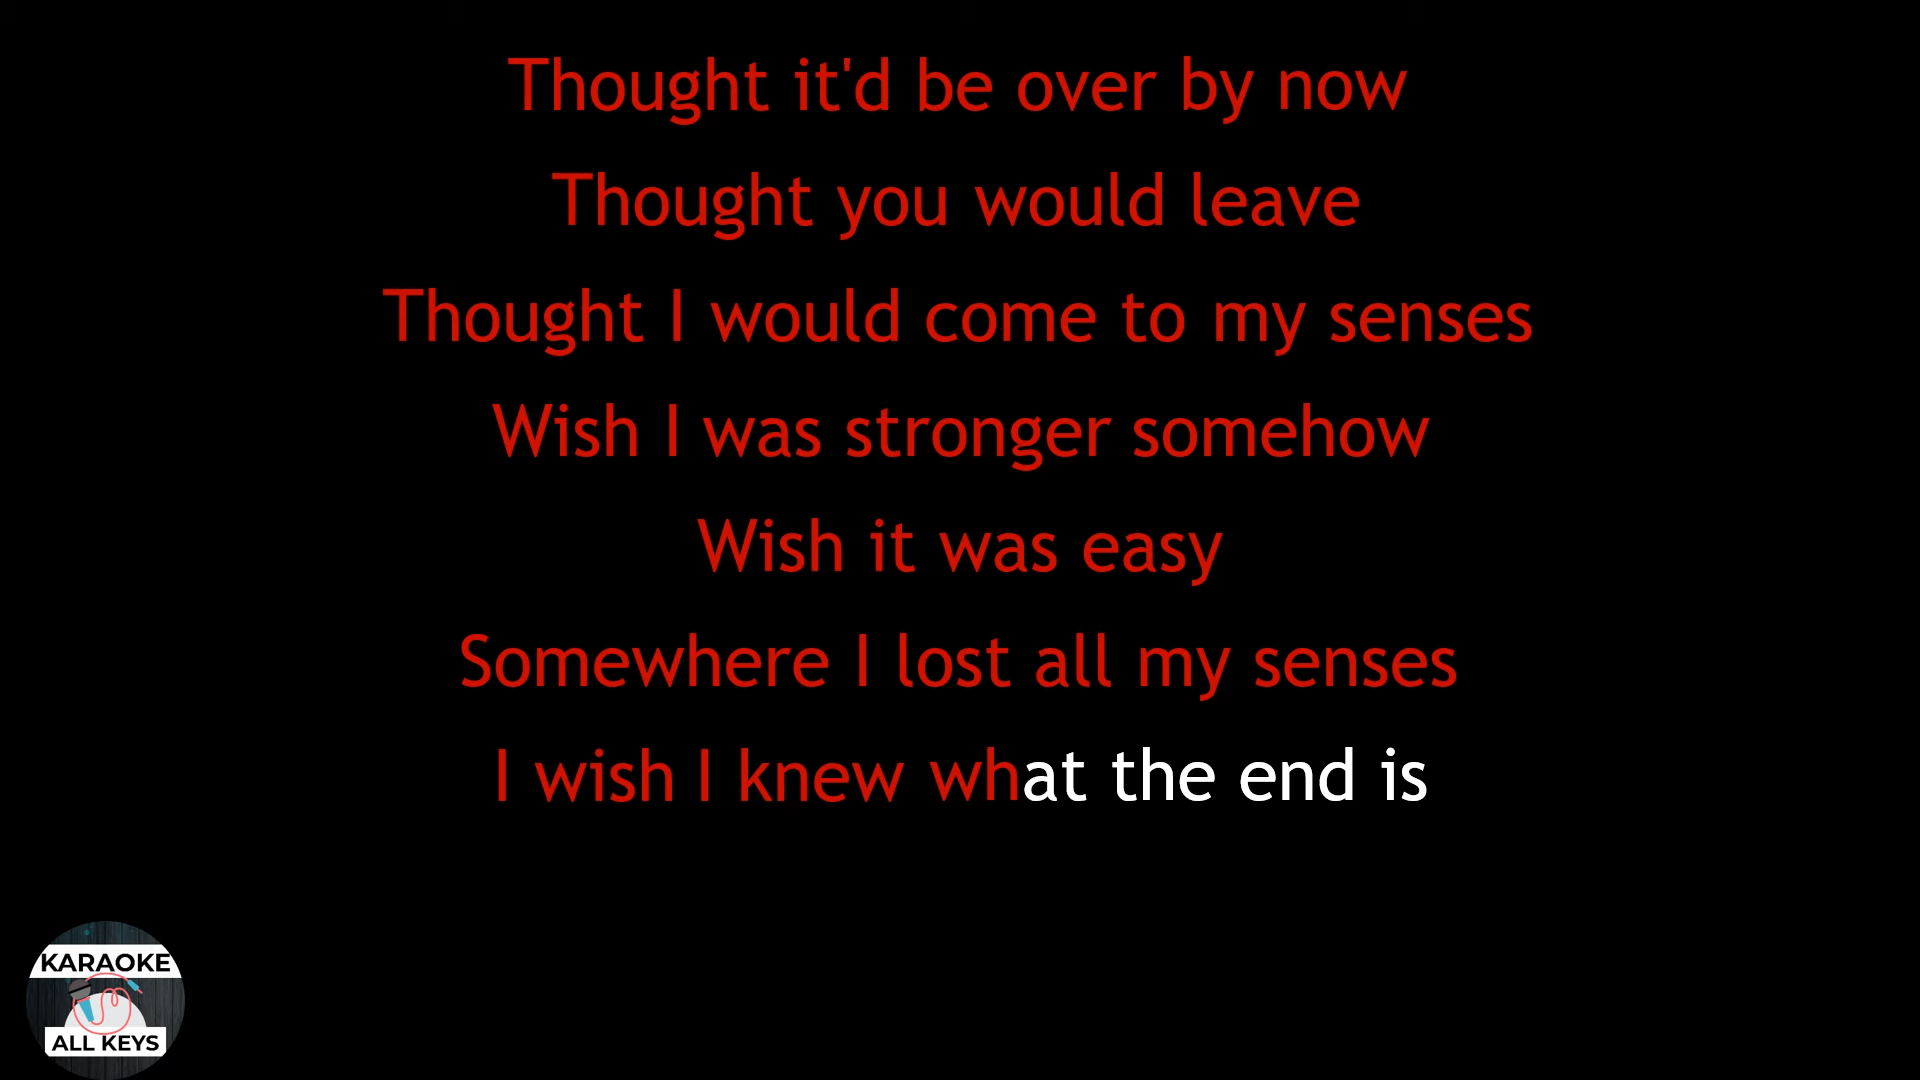 Thought it'd be over by now
Thought you would leave
Thought I would come to my senses
Wish I was stronger somehow
Wish it was easy
Somewhere I lost all my senses
I wish I knew what the end is
KARAOKE
ALL KEYS